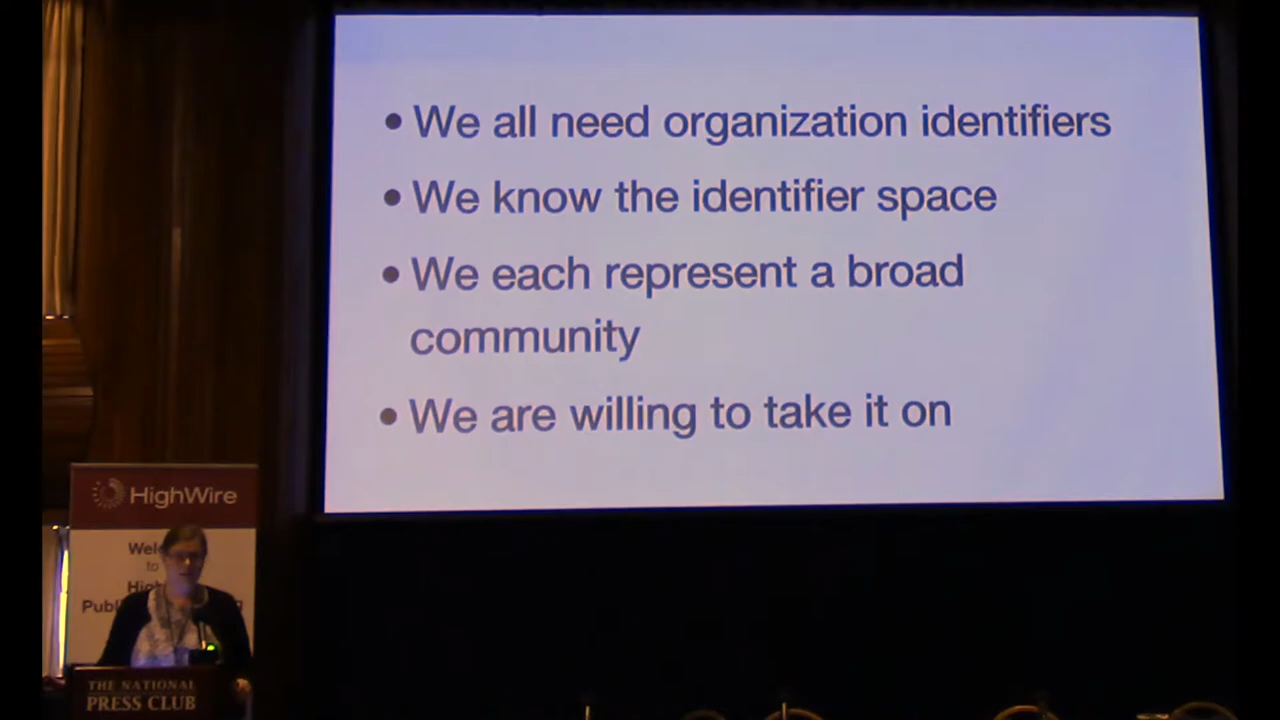 • We all need organization identifiers
• We know the identifier space
• We each represent a broad
community
• We are willing to take it on
HighWire
to
THE NATIONAL
PRESS CLUB